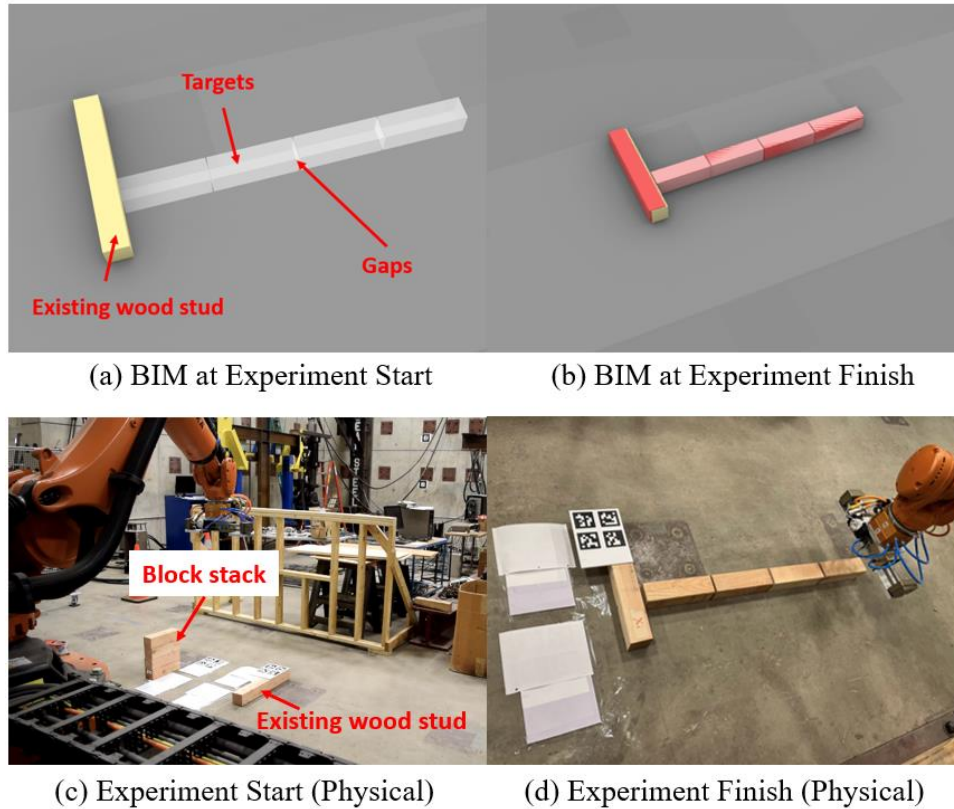 Targets
Gaps
Existing wood stud
(a) BIM at Experiment Start
(b) BIM at Experiment Finish
Block stack
Existing wood stud
(c) Experiment Start (Physical)
(d) Experiment Finish (Physical)